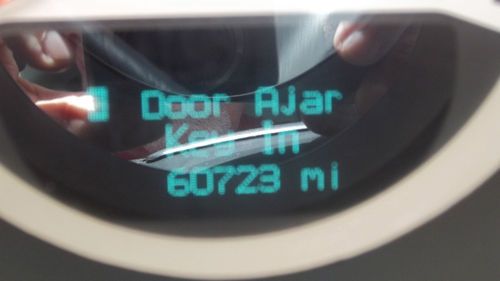 Door Ajar
Key In
60723 mi